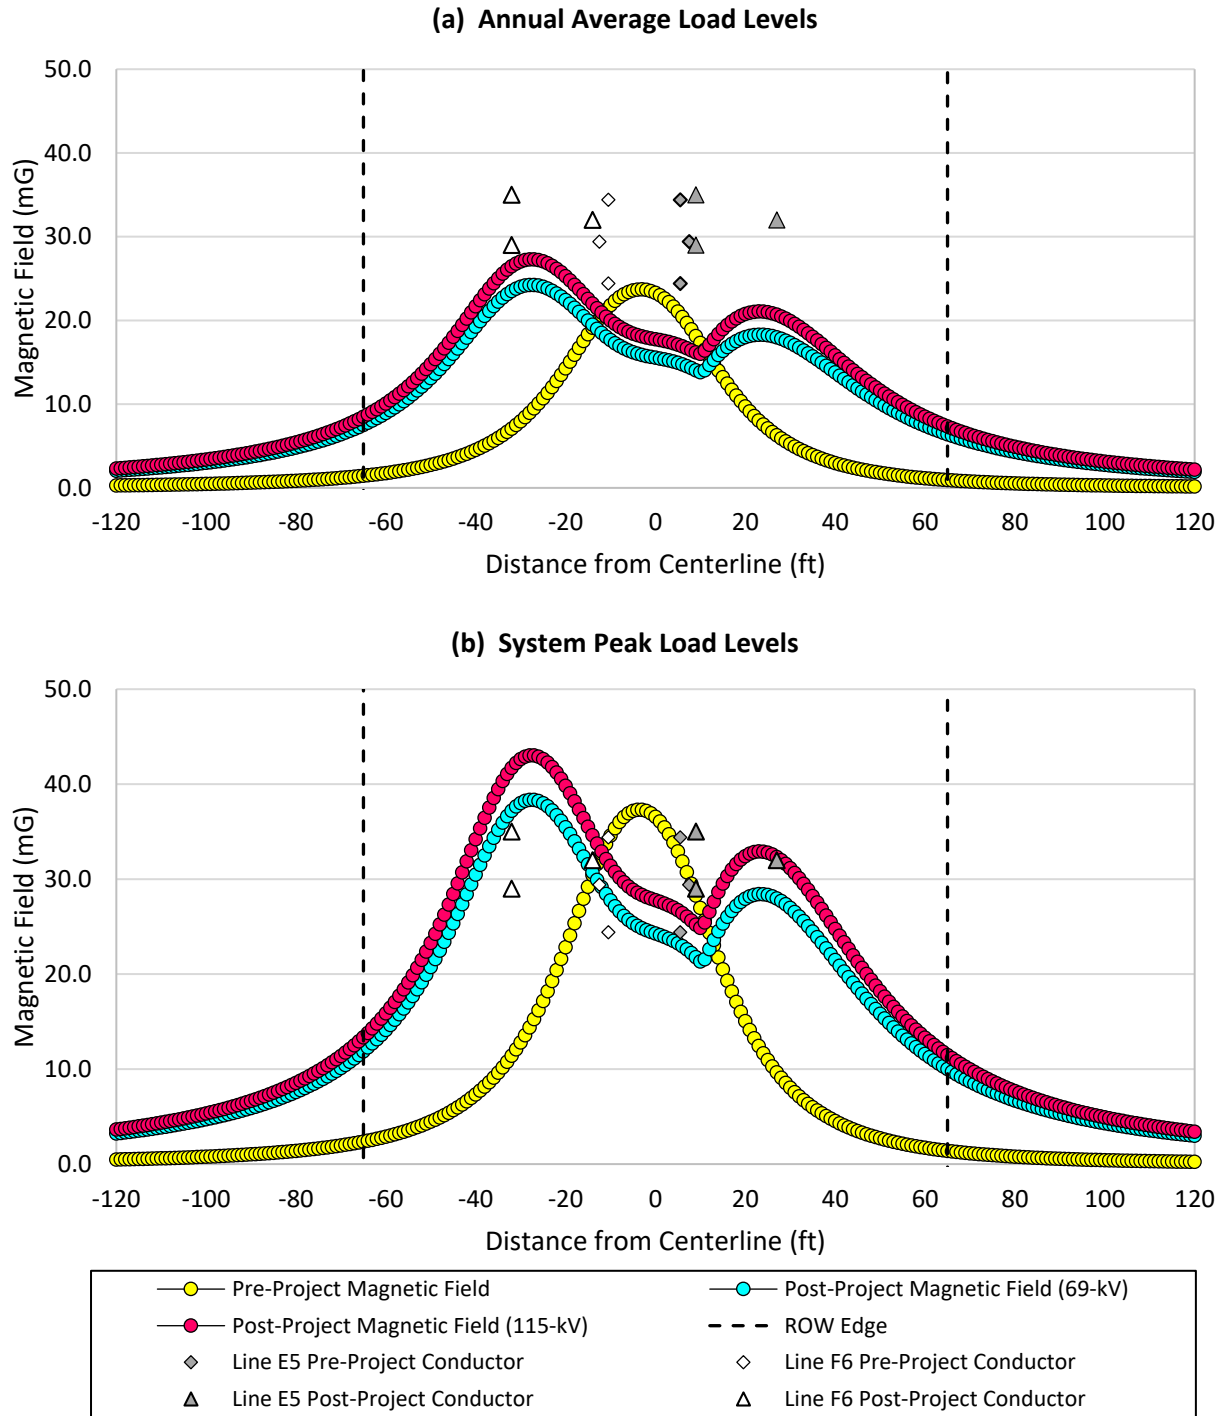 (a) Annual Average Load Levels
50.0
40.0
30.0
20.0
10.0
0.0
Magnetic Field (mG)
-120 -100 -80 -60 -40 -20 0 20 40 60 80 100 120
Distance from Centerline (ft)
(b) System Peak Load Levels
50.0
40.0
30.0
20.0
10.0
0.0
Magnetic Field (mG)
-120 -100 -80 -60 -40 -20 0 20 40 60 80 100 120
Distance from Centerline (ft)
Pre-Project Magnetic Field
Post-Project Magnetic Field (69-kV)
Post-Project Magnetic Field (115-kV)
ROW Edge
Line E5 Pre-Project Conductor
Line F6 Pre-Project Conductor
Line E5 Post-Project Conductor
Line F6 Post-Project Conductor